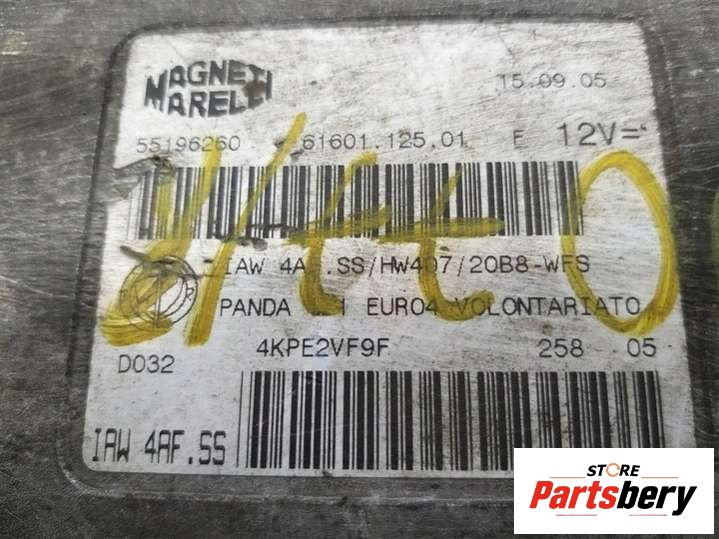 MAGNETI
MARELLI
15.09.05
55196260 61601.125.01 E 12V=
IAW 4AF.SS/HW407/20B8-WFS
PANDA EURO4 VOLONTARIATO
D032 4KPE2VF9F 258 05
IAW 4AF.SS
STORE
Partsbery